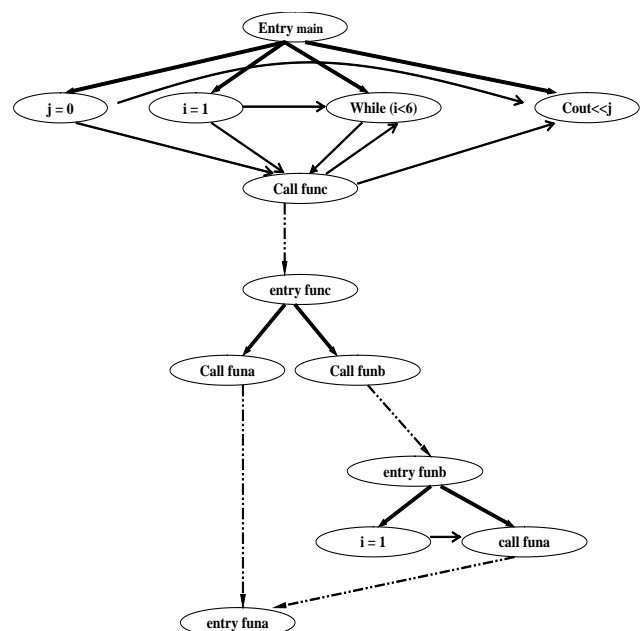 Entry main
j = 0
i = 1
While (i<6)
Cout<<j
Call func
entry func
Call funa
Call funb
entry funb
i = 1
call funa
entry funa